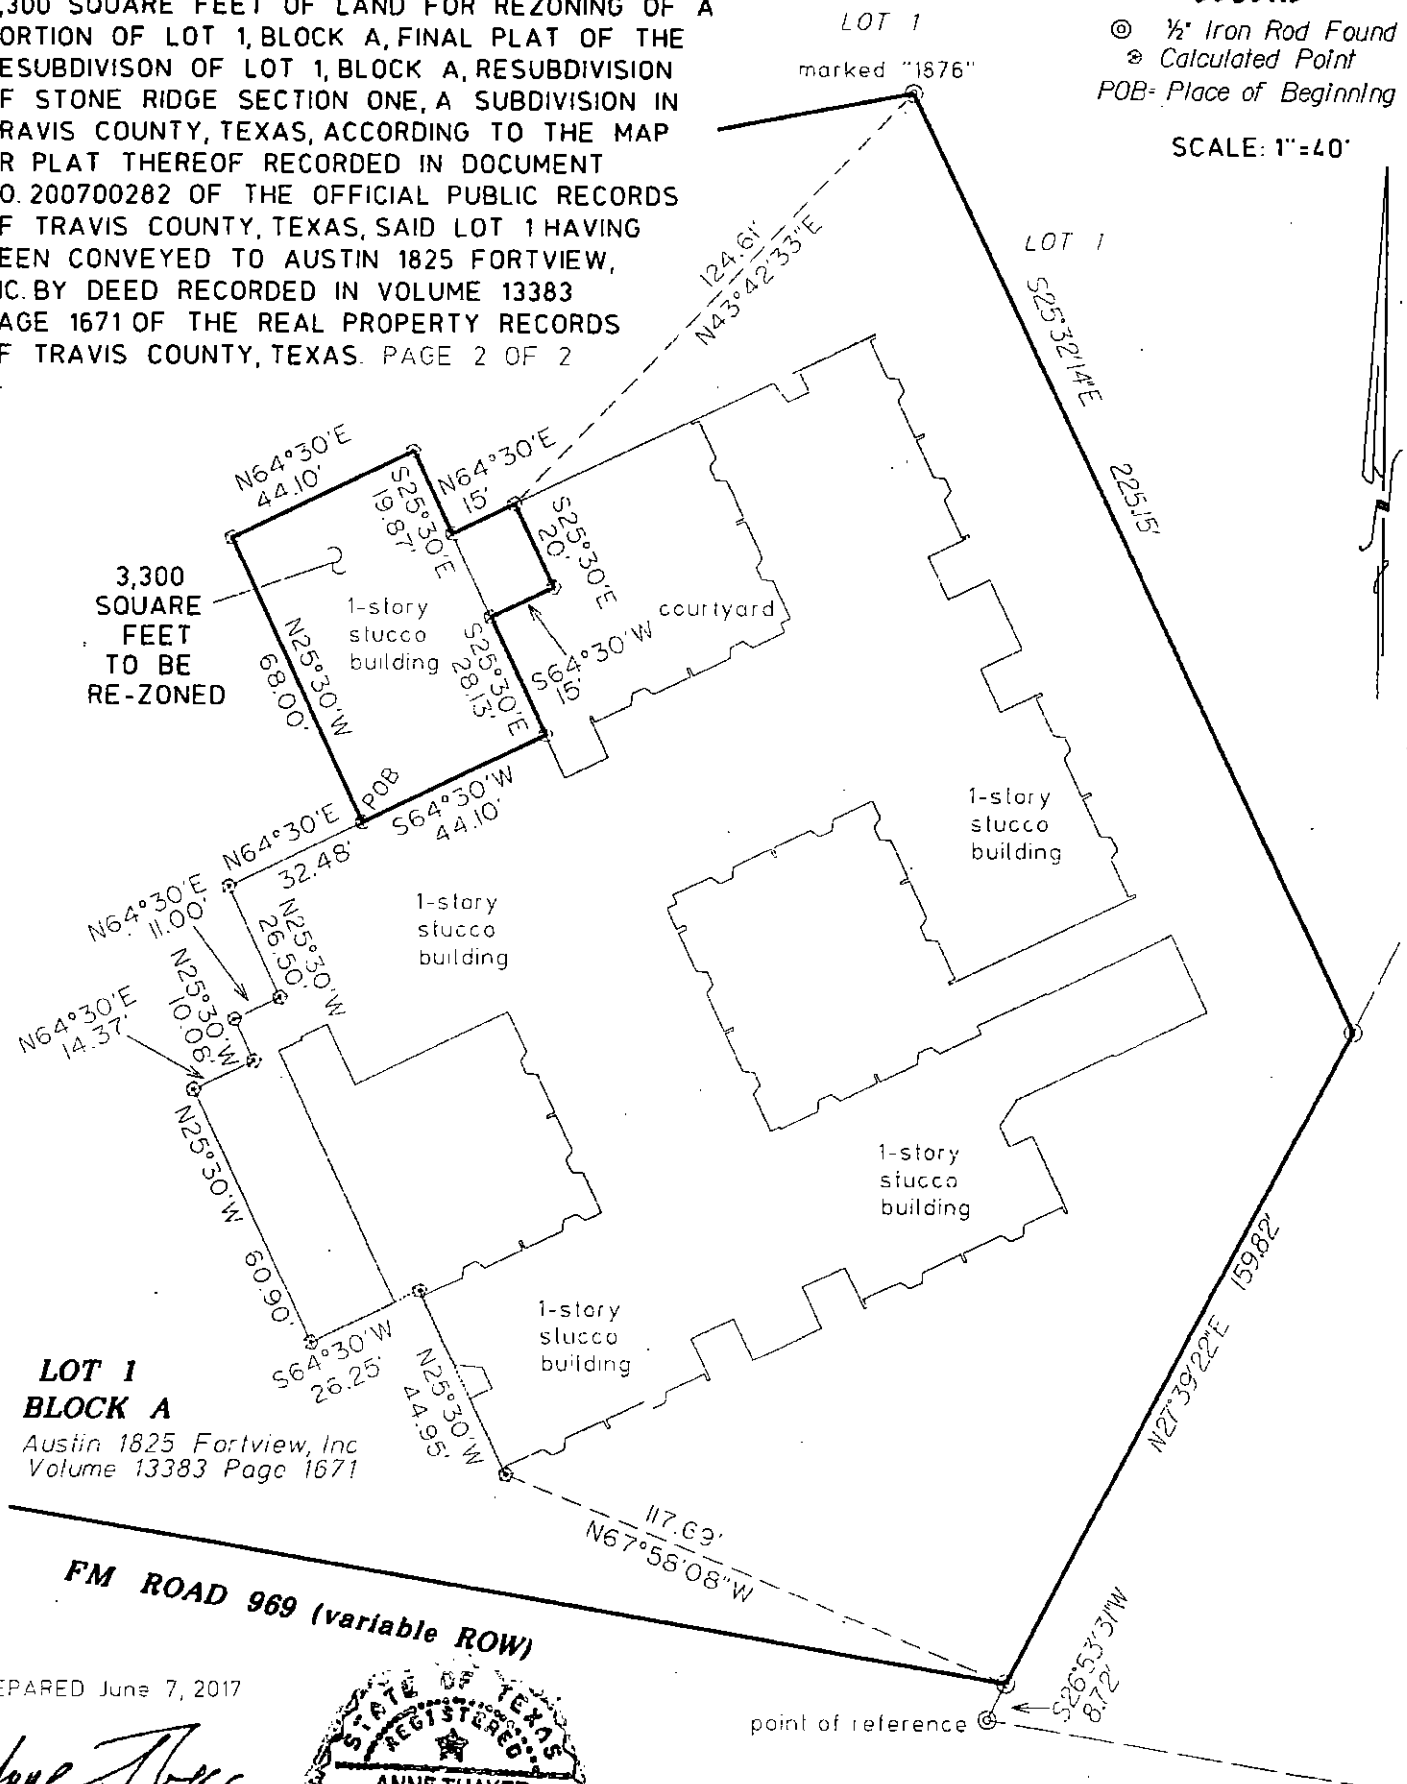 ,300 SQUARE FEET OF LAND FOR REZONING OF A
ORTION OF LOT 1, BLOCK A, FINAL PLAT OF THE
ESUBDIVISON OF LOT 1, BLOCK A, RESUBDIVISION
F STONE RIDGE SECTION ONE, A SUBDIVISION IN
RAVIS COUNTY, TEXAS, ACCORDING TO THE MAP
R PLAT THEREOF RECORDED IN DOCUMENT
O. 200700282 OF THE OFFICIAL PUBLIC RECORDS
F TRAVIS COUNTY, TEXAS, SAID LOT 1 HAVING
EEN CONVEYED TO AUSTIN 1825 FORTVIEW,
NC. BY DEED RECORDED IN VOLUME 13383
AGE 1671 OF THE REAL PROPERTY RECORDS
F TRAVIS COUNTY, TEXAS. PAGE 2 OF 2
LOT 1
marked "1876"
½" Iron Rod Found
Calculated Point
POB= Place of Beginning
SCALE: 1"=40'
LOT 1
124.61'
N43°42'33"E
S25°32'14"E
225.15'
N64°30'E
44.10'
S25°30'E
19.87'
N64°30'E
15'
S25°30'E
20'
3,300
SQUARE
FEET
TO BE
RE-ZONED
1-story
stucco
building
courtyard
N25°30'W
68.00'
S25°30'E
28.13'
S64°30'W
15'
POB
S64°30'W
44.10'
N64°30'E
32.48'
1-story
stucco
building
1-story
stucco
building
N64°30'E
11.00'
N25°30'W
26.50'
N25°30'W
10.08'
N64°30'E
14.37'
N25°30'W
60.90'
1-story
stucco
building
1-story
stucco
building
S64°30'W
26.25'
N25°30'W
44.95'
159.82'
N27°39'22"E
LOT 1
BLOCK A
Austin 1825 Fortview, Inc
Volume 13383 Page 1671
117.69'
N67°58'08"W
FM ROAD 969 (variable ROW)
S26°53'31"W
8.72'
point of reference
EPARED June 7, 2017
STATE OF TEXAS
REGISTERED
ANNE THAYER